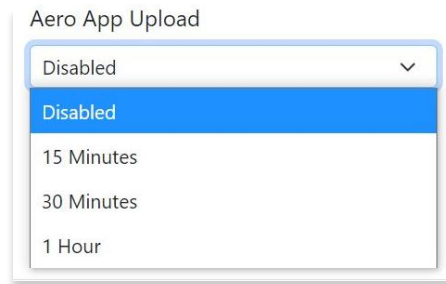 Aero App Upload
Disabled
Disabled
15 Minutes
30 Minutes
1 Hour